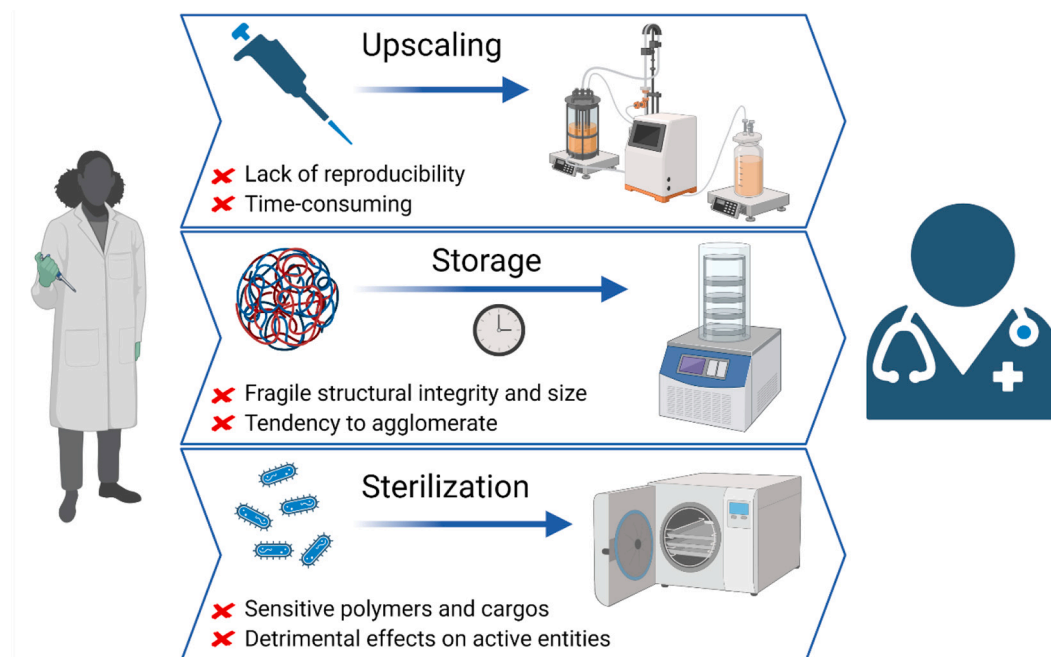 Upscaling
Lack of reproducibility
Time-consuming
Storage
Fragile structural integrity and size
Tendency to agglomerate
Sterilization
Sensitive polymers and cargos
Detrimental effects on active entities